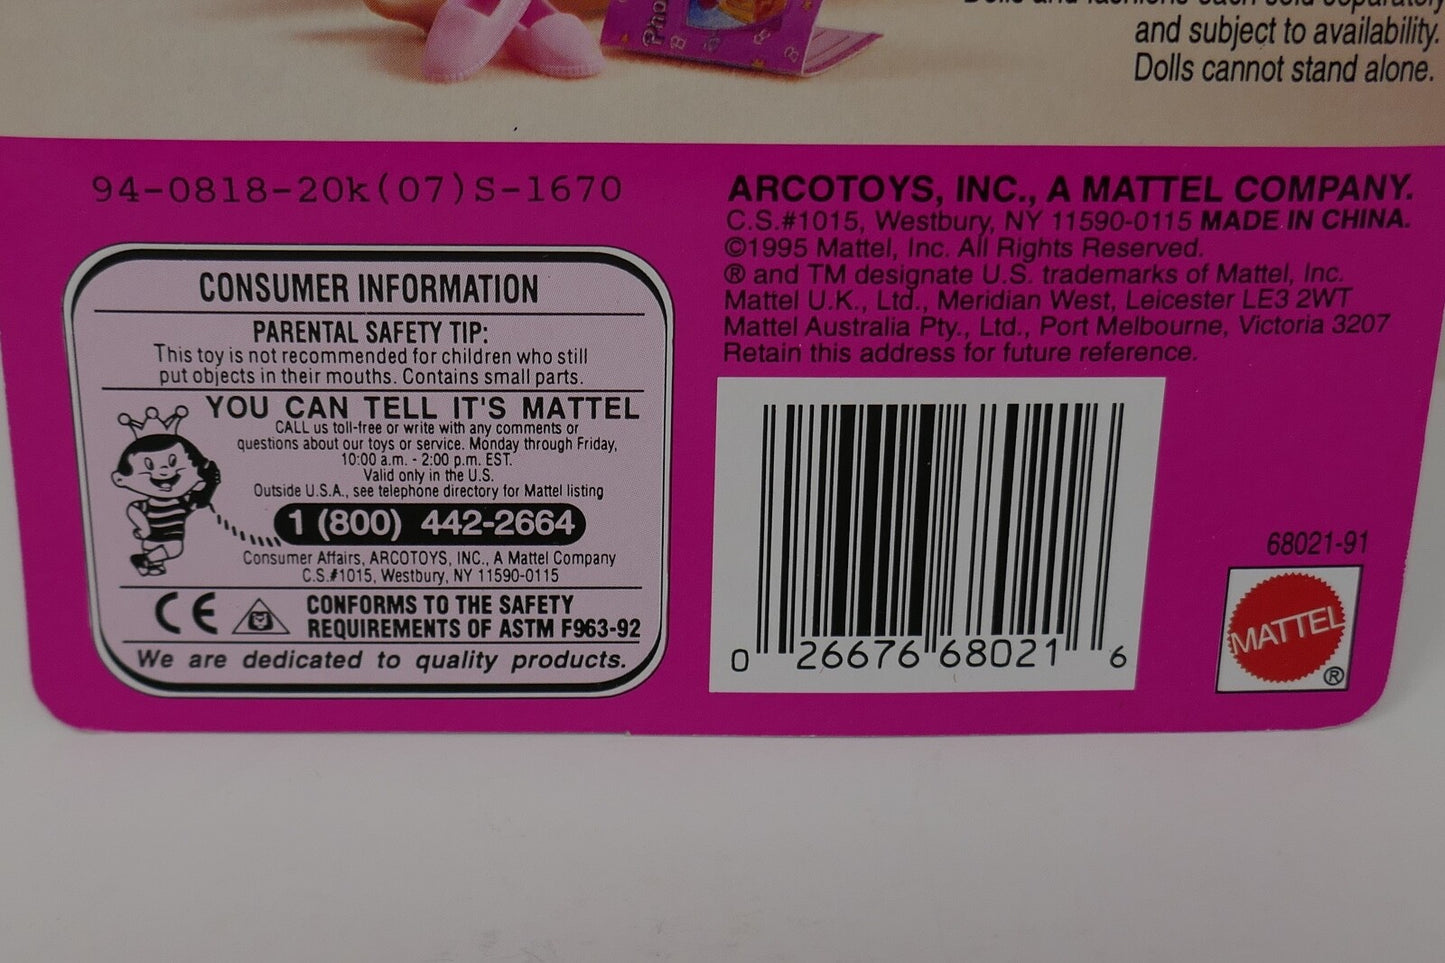 Pho
Dolls and fashions each sold separately
and subject to availability.
Dolls cannot stand alone.
94-0818-20k(07)S-1670
CONSUMER INFORMATION
PARENTAL SAFETY TIP:
This toy is not recommended for children who still
put objects in their mouths. Contains small parts.
YOU CAN TELL IT'S MATTEL
CALL us toll-free or write with any comments or
questions about our toys or service. Monday through Friday,
10:00 a.m. - 2:00 p.m. EST.
Valid only in the U.S.
Outside U.S.A., see telephone directory for Mattel listing
1 (800) 442-2664
Consumer Affairs, ARCOTOYS, INC., A Mattel Company
C.S.#1015, Westbury, NY 11590-0115
CE
CONFORMS TO THE SAFETY
REQUIREMENTS OF ASTM F963-92
We are dedicated to quality products.
ARCOTOYS, INC., A MATTEL COMPANY.
C.S.#1015, Westbury, NY 11590-0115 MADE IN CHINA.
©1995 Mattel, Inc. All Rights Reserved.
® and TM designate U.S. trademarks of Mattel, Inc.
Mattel U.K., Ltd., Meridian West, Leicester LE3 2WT
Mattel Australia Pty., Ltd., Port Melbourne, Victoria 3207
Retain this address for future reference.
0 26676 68021 6
68021-91
MATTEL
®